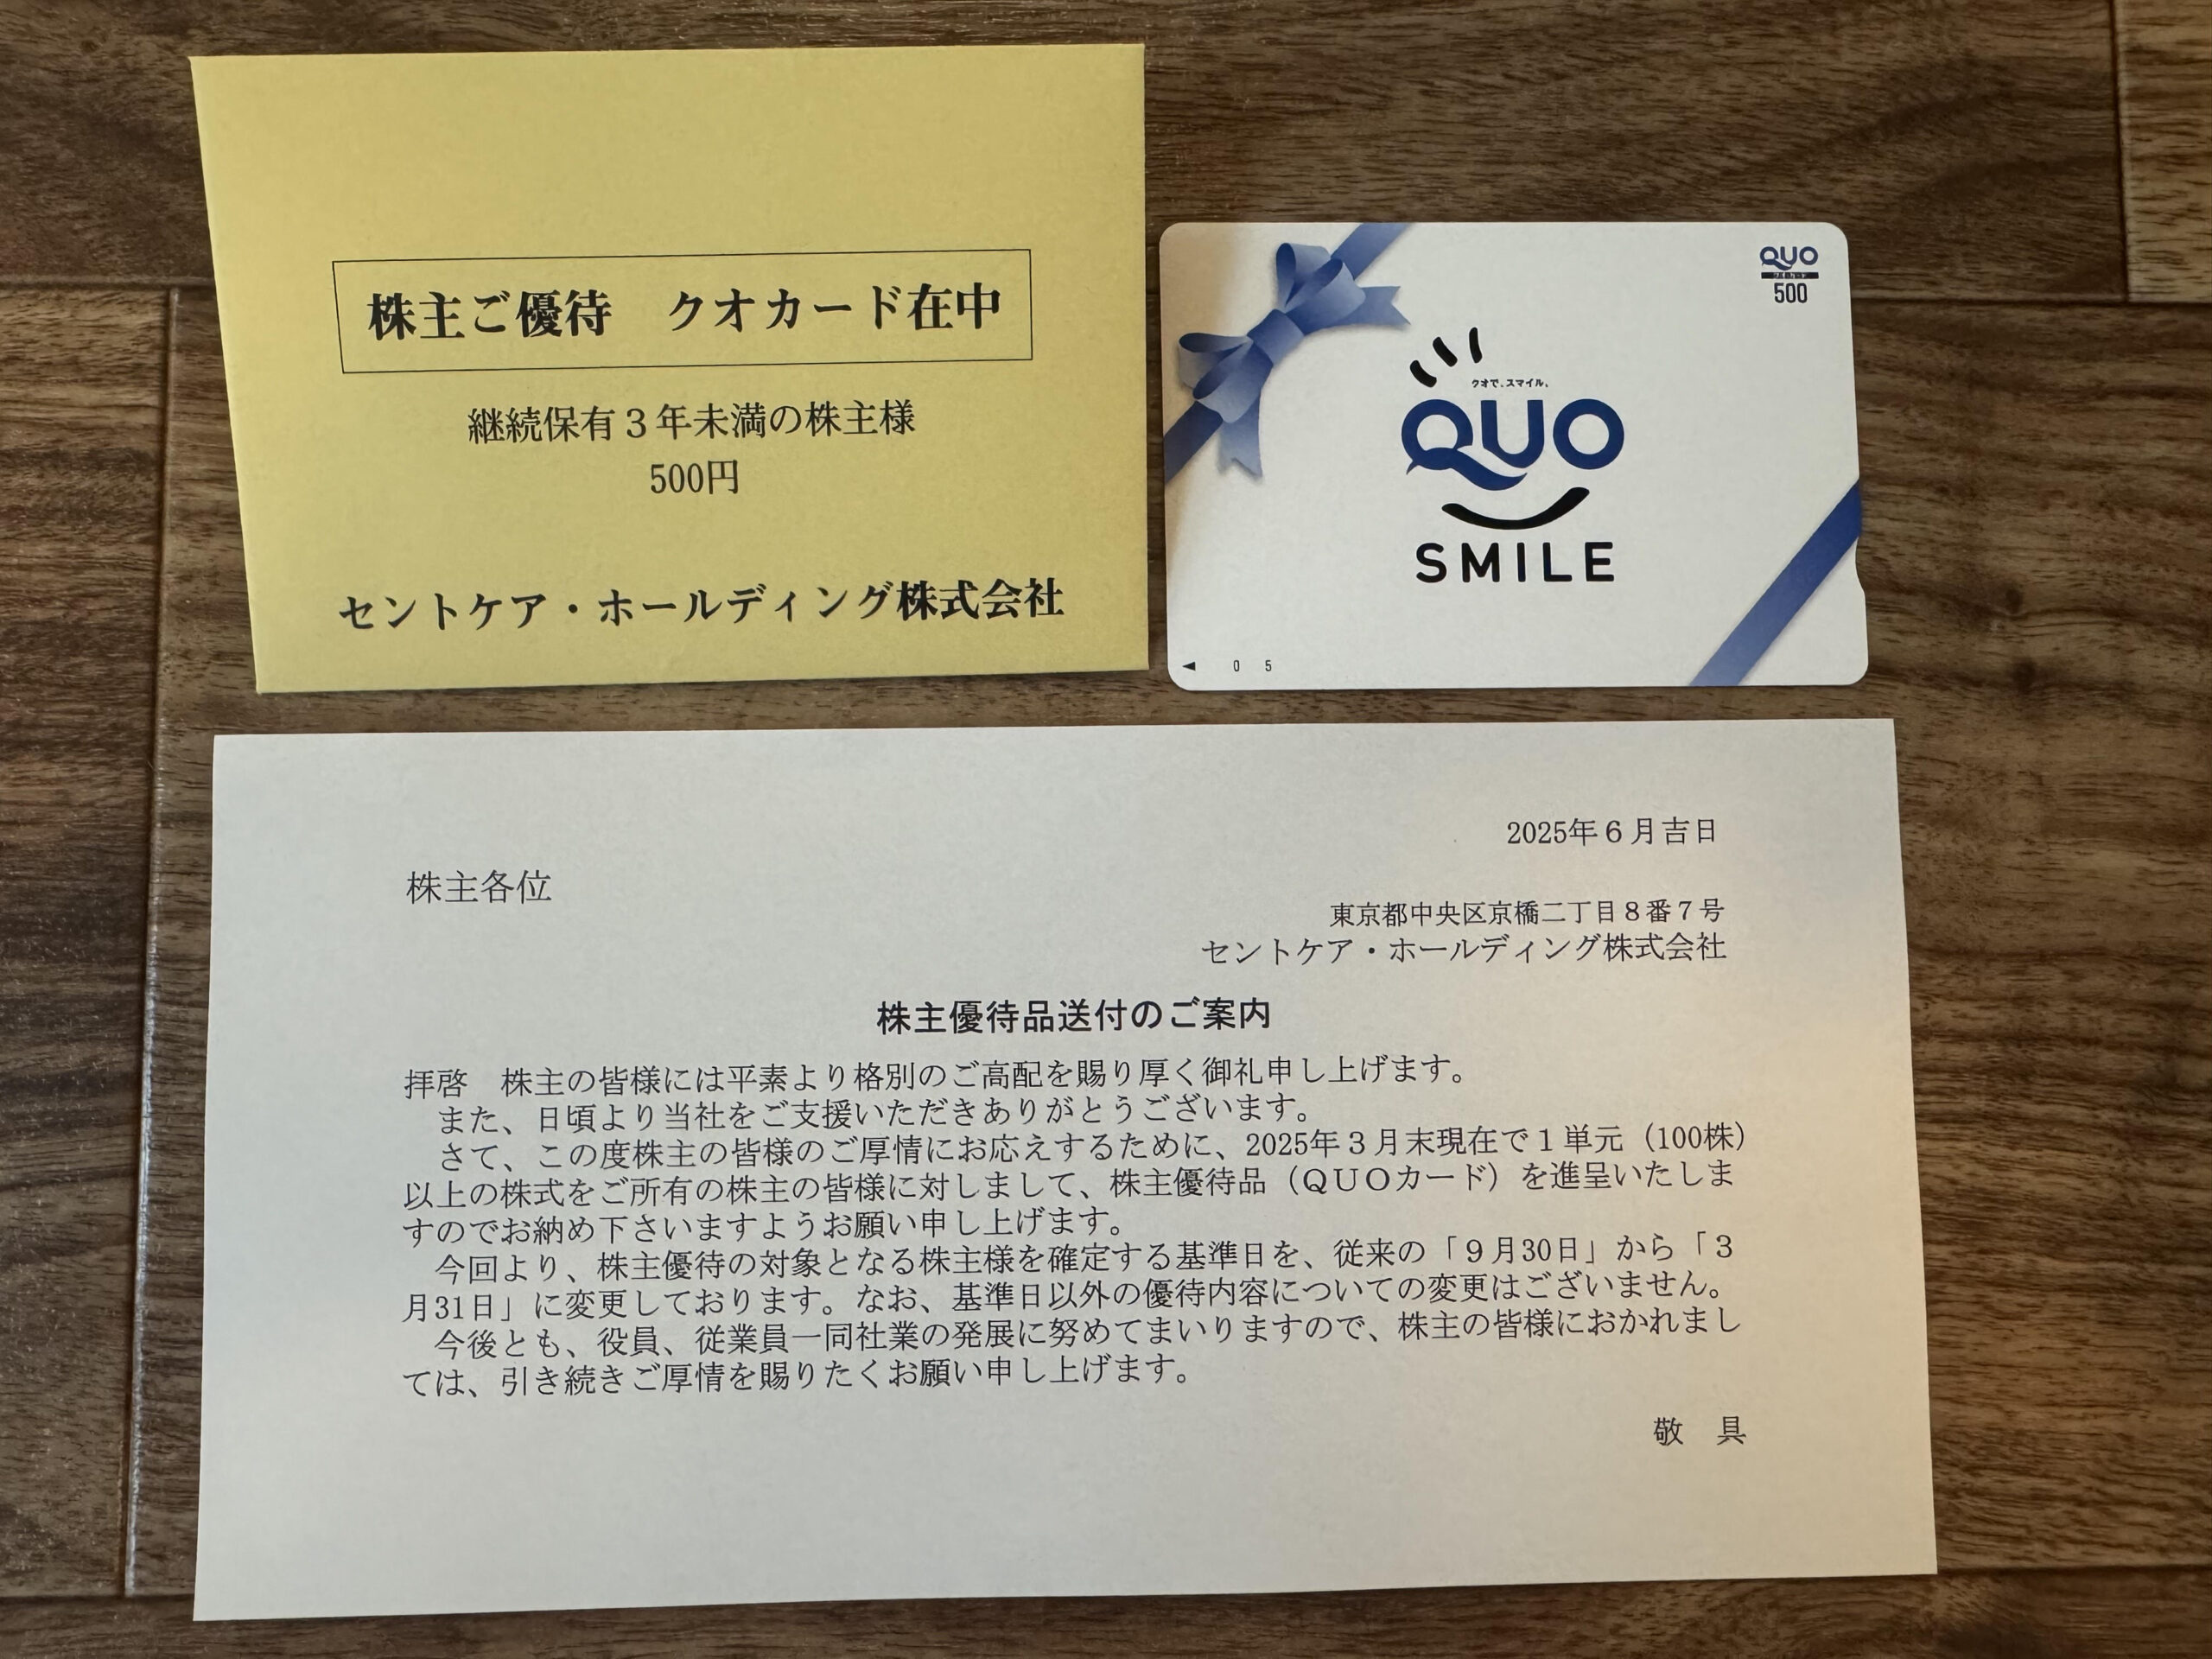 株主ご優待　クオカード在中
継続保有３年未満の株主様
500円
セントケア・ホールディング株式会社
QUO
クオカード
500
クオで、スマイル。
QUO
SMILE
◀ 0 5
2025年６月吉日
株主各位
東京都中央区京橋二丁目８番７号
セントケア・ホールディング株式会社
株主優待品送付のご案内
拝啓　株主の皆様には平素より格別のご高配を賜り厚く御礼申し上げます。
また、日頃より当社をご支援いただきありがとうございます。
さて、この度株主の皆様のご厚情にお応えするために、2025年３月末現在で１単元（100株）
以上の株式をご所有の株主の皆様に対しまして、株主優待品（ＱＵＯカード）を進呈いたしま
すのでお納め下さいますようお願い申し上げます。
今回より、株主優待の対象となる株主様を確定する基準日を、従来の「９月30日」から「３
月31日」に変更しております。なお、基準日以外の優待内容についての変更はございません。
今後とも、役員、従業員一同社業の発展に努めてまいりますので、株主の皆様におかれまし
ては、引き続きご厚情を賜りたくお願い申し上げます。
敬　具